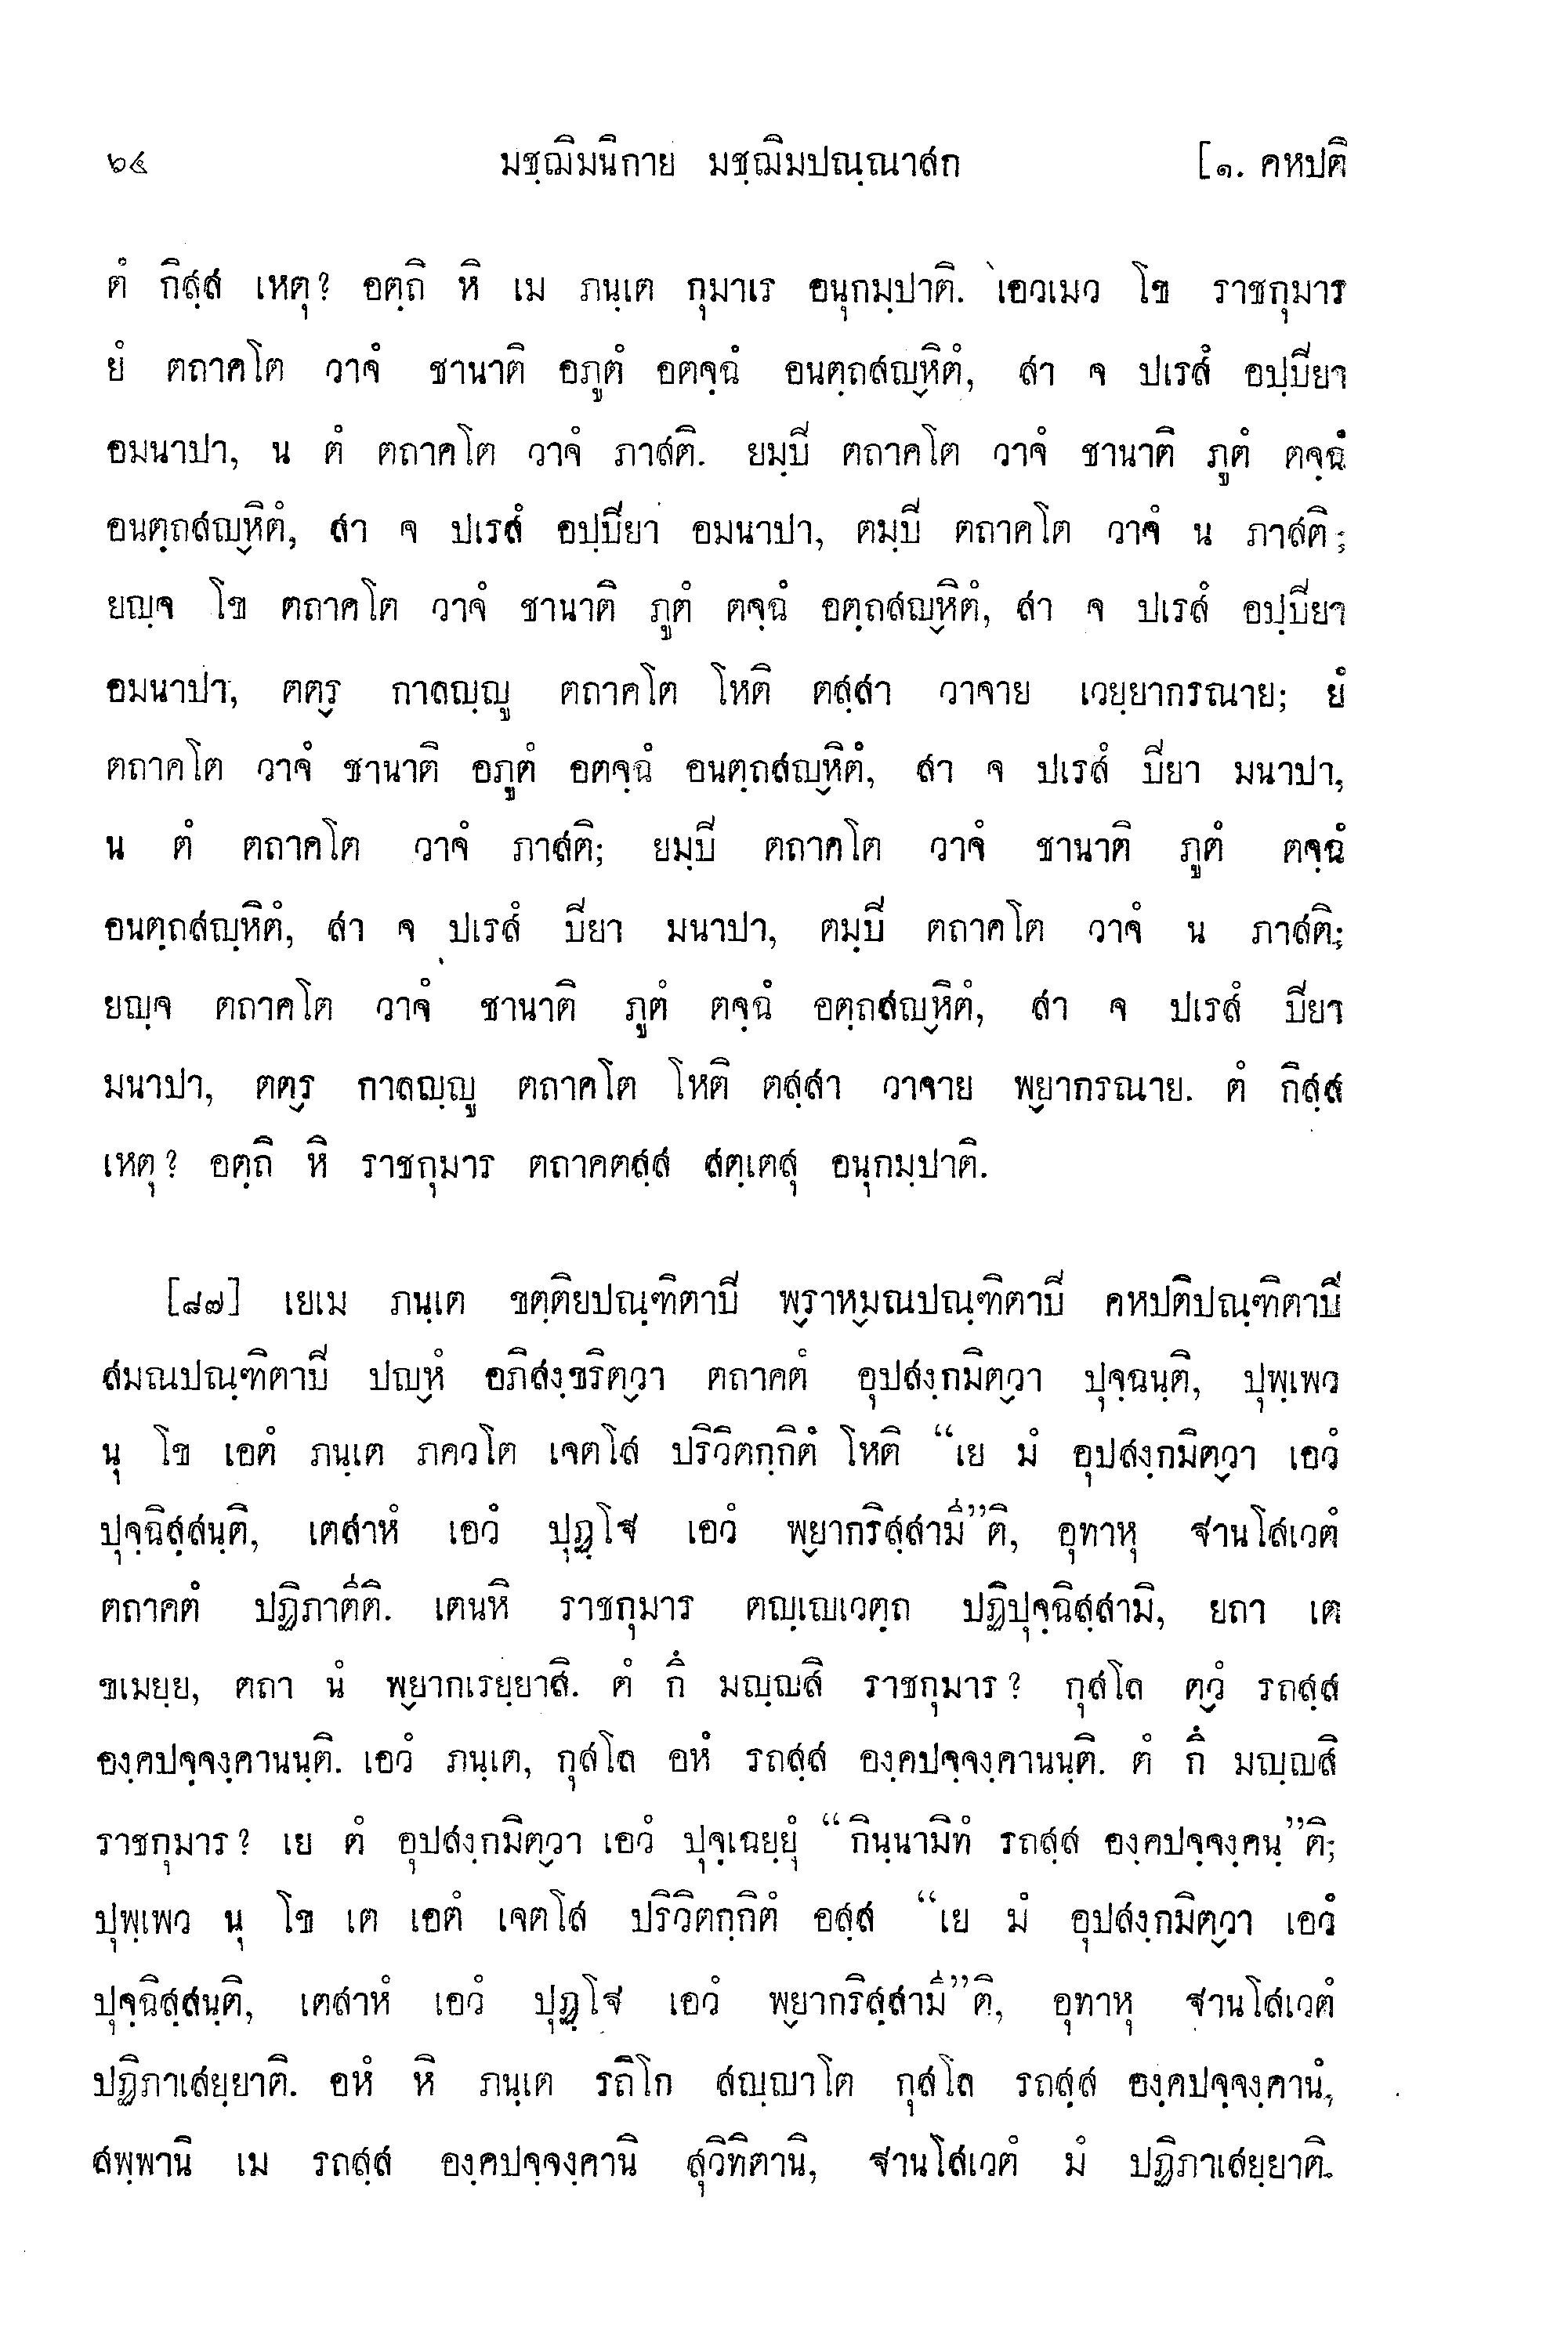 ๖๔ มชฺฌิมนิกาย มชฺฌิมปณฺณาสก [๑. คหปติ
ตํ กิสฺส เหตุ? อตฺถิ หิ เม ภนฺเต กุมาเร อนุกมฺปาติ. เอวเมว โข ราชกุมาร
ยํ ตถาคโต วาจํ ชานาติ อภูตํ อตจฺฉํ อนตฺถสญฺหิตํ, สา จ ปเรสํ อปฺบียา
อมนาปา, น ตํ ตถาคโต วาจํ ภาสติ. ยมฺบี ตถาคโต วาจํ ชานาติ ภูตํ ตจฺฉํ
อนตฺถสญฺหิตํ, สา จ ปเรสํ อปฺบียา อมนาปา, ตมฺบี ตถาคโต วาจํ น ภาสติ;
ยญฺจ โข ตถาคโต วาจํ ชานาติ ภูตํ ตจฺฉํ อตฺถสญฺหิตํ, สา จ ปเรสํ อปฺบียา
อมนาปา, ตตฺร กาลญฺญู ตถาคโต โหติ ตสฺสา วาจาย เวยฺยากรณาย; ยํ
ตถาคโต วาจํ ชานาติ อภูตํ อตจฺฉํ อนตฺถสญฺหิตํ, สา จ ปเรสํ บียา มนาปา,
น ตํ ตถาคโต วาจํ ภาสติ; ยมฺบี ตถาคโต วาจํ ชานาติ ภูตํ ตจฺฉํ
อนตฺถสญฺหิตํ, สา จ ปเรสํ บียา มนาปา, ตมฺบี ตถาคโต วาจํ น ภาสติ;
ยญฺจ ตถาคโต วาจํ ชานาติ ภูตํ ตจฺฉํ อตฺถสญฺหิตํ, สา จ ปเรสํ บียา
มนาปา, ตตฺร กาลญฺญู ตถาคโต โหติ ตสฺสา วาจาย พฺยากรณาย. ตํ กิสฺส
เหตุ? อตฺถิ หิ ราชกุมาร ตถาคตสฺส สตฺเตสุ อนุกมฺปาติ.
[๘๗] เยเม ภนฺเต ขตฺติยปณฺฑิตาบี พฺราหฺมณปณฺฑิตาบี คหปติปณฺฑิตาบี
สมณปณฺฑิตาบี ปญฺหํ อภิสงฺขริตฺวา ตถาคตํ อุปสงฺกมิตฺวา ปุจฺฉนฺติ, ปุพฺเพว
นุ โข เอตํ ภนฺเต ภควโต เจตโส ปริวิตกฺกิตํ โหติ “เย มํ อุปสงฺกมิตฺวา เอวํ
ปุจฺฉิสฺสนฺติ, เตสาหํ เอวํ ปุฏฺโฐ เอวํ พฺยากริสฺสามี”ติ, อุทาหุ ฐานโสเวตํ
ตถาคตํ ปฏิภาตีติ. เตนหิ ราชกุมาร ตญฺเญเวตฺถ ปฏิปุจฺฉิสฺสามิ, ยถา เต
ขเมยฺย, ตถา นํ พฺยากเรยฺยาสิ. ตํ กึ มญฺญสิ ราชกุมาร? กุสโล ตฺวํ รถสฺส
องฺคปจฺจงฺคานนฺติ. เอวํ ภนฺเต, กุสโล อหํ รถสฺส องฺคปจฺจงฺคานนฺติ. ตํ กึ มญฺญสิ
ราชกุมาร? เย ตํ อุปสงฺกมิตฺวา เอวํ ปุจฺเฉยฺยุํ “กินฺนามิทํ รถสฺส องฺคปจฺจงฺคนฺ”ติ;
ปุพฺเพว นุ โข เต เอตํ เจตโส ปริวิตกฺกิตํ อสฺส “เย มํ อุปสงฺกมิตฺวา เอวํ
ปุจฺฉิสฺสนฺติ, เตสาหํ เอวํ ปุฏฺโฐ เอวํ พฺยากริสฺสามี”ติ, อุทาหุ ฐานโสเวตํ
ปฏิภาเสยฺยาติ. อหํ หิ ภนฺเต รถิโก สญฺญาโต กุสโล รถสฺส องฺคปจฺจงฺคานํ,
สพฺพานิ เม รถสฺส องฺคปจฺจงฺคานิ สุวิทิตานิ, ฐานโสเวตํ มํ ปฏิภาเสยฺยาติ.